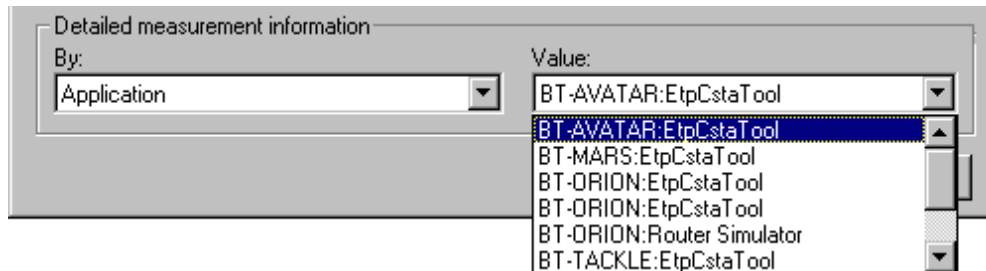 Detailed measurement information
By:
Value:
Application
BT-AVATAR:EtpCstaTool
BT-AVATAR:EtpCstaTool
BT-MARS:EtpCstaTool
BT-ORION:EtpCstaTool
BT-ORION:EtpCstaTool
BT-ORION:Router Simulator
BT-TACKLE:EtpCstaTool